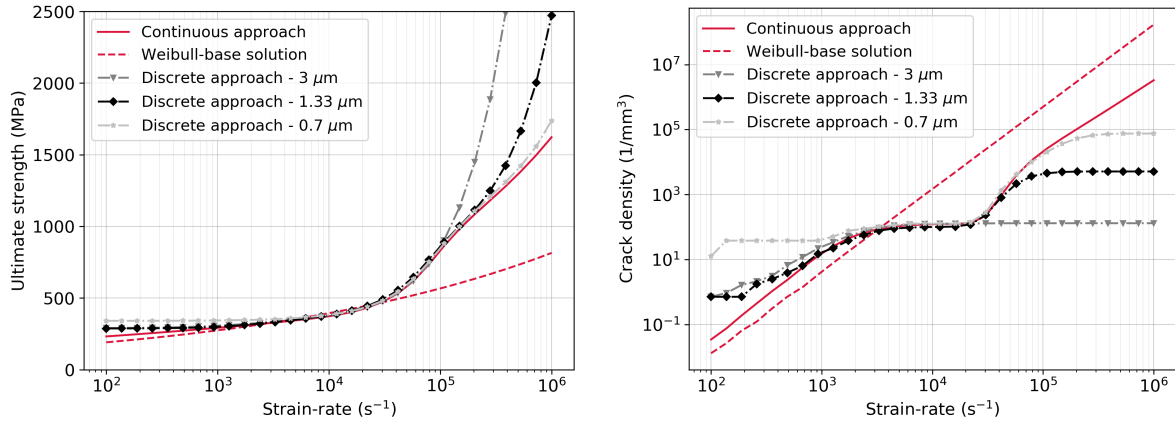 2500
2000
1500
1000
500
0
Ultimate strength (MPa)
Continuous approach
Weibull-base solution
Discrete approach - 3 μm
Discrete approach - 1.33 μm
Discrete approach - 0.7 μm
10² 10³ 10⁴ 10⁵ 10⁶
Strain-rate (s⁻¹)
10⁷
10⁵
10³
10¹
10⁻¹
Crack density (1/mm³)
Continuous approach
Weibull-base solution
Discrete approach - 3 μm
Discrete approach - 1.33 μm
Discrete approach - 0.7 μm
10² 10³ 10⁴ 10⁵ 10⁶
Strain-rate (s⁻¹)